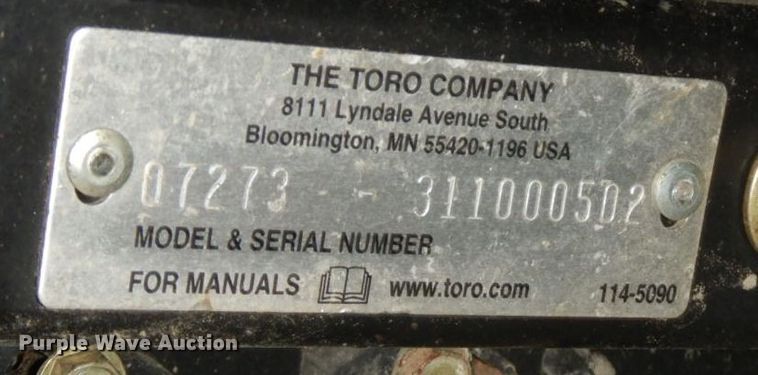 THE TORO COMPANY
8111 Lyndale Avenue South
Bloomington, MN 55420-1196 USA
07273 - 311000502
MODEL & SERIAL NUMBER
FOR MANUALS www.toro.com 114-5090
Purple Wave Auction